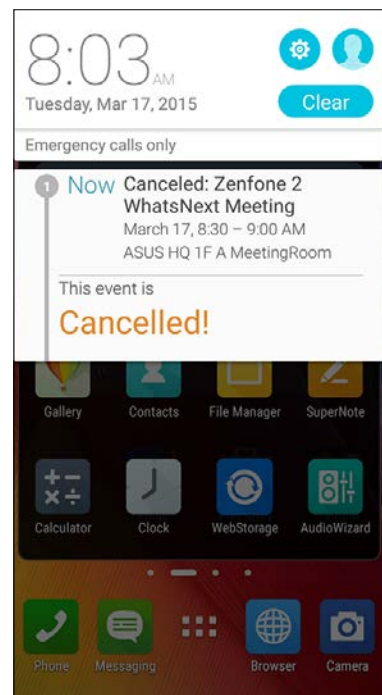 8:03 AM
Tuesday, Mar 17, 2015
Clear
Emergency calls only
1 Now Canceled: Zenfone 2
WhatsNext Meeting
March 17, 8:30 – 9:00 AM
ASUS HQ 1F A MeetingRoom
This event is
Cancelled!
Gallery Contacts File Manager SuperNote
Calculator Clock WebStorage AudioWizard
Phone Messaging Browser Camera